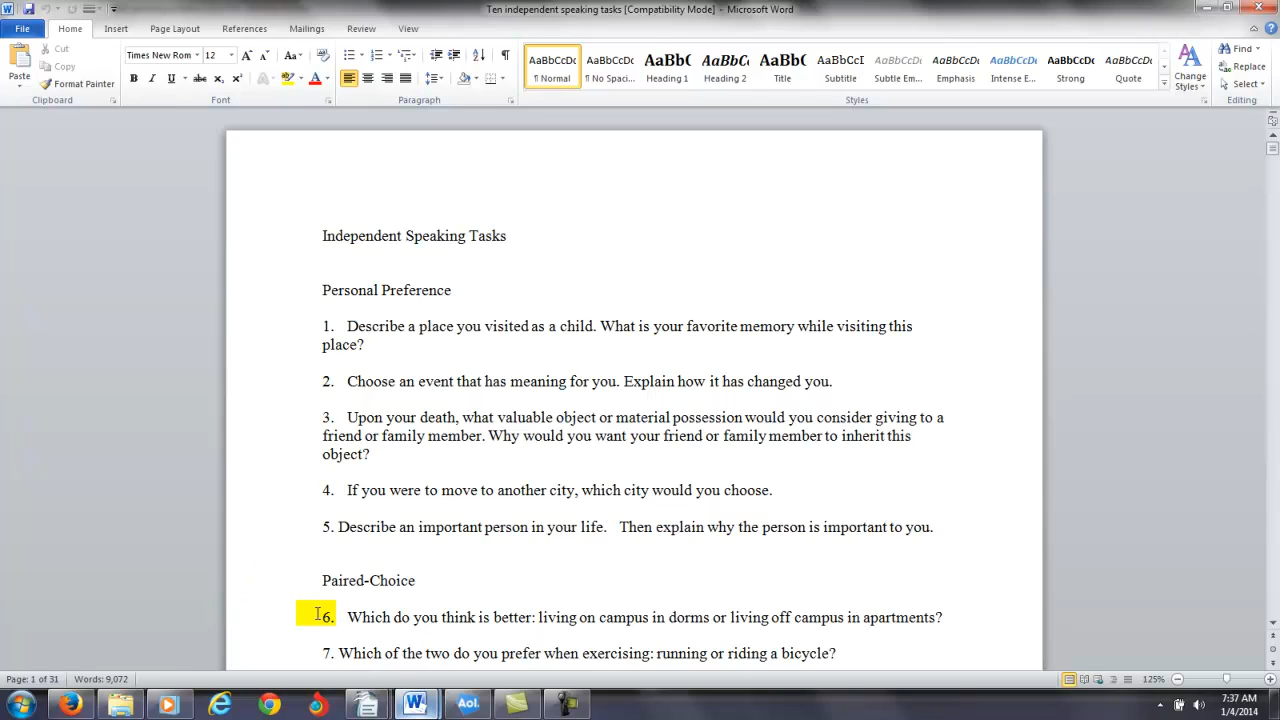 Ten independent speaking tasks [Compatibility Mode] - Microsoft Word
File Home Insert Page Layout References Mailings Review View
Paste
Cut
Copy
Format Painter
Clipboard
Times New Rom 12
Font
Paragraph
AaBbCcDc AaBbCcDc AaBbC AaBbCc AaBb( AaBbCcI AaBbCcDc AaBbCcDc AaBbCcDc AaBbCcDc AaBbCcDc
¶ Normal ¶ No Spaci... Heading 1 Heading 2 Title Subtitle Subtle Em... Emphasis Intense E... Strong Quote
Styles
Change
Styles
Find
Replace
Select
Editing
Independent Speaking Tasks
Personal Preference
1. Describe a place you visited as a child. What is your favorite memory while visiting this
place?
2. Choose an event that has meaning for you. Explain how it has changed you.
3. Upon your death, what valuable object or material possession would you consider giving to a
friend or family member. Why would you want your friend or family member to inherit this
object?
4. If you were to move to another city, which city would you choose.
5. Describe an important person in your life. Then explain why the person is important to you.
Paired-Choice
6. Which do you think is better: living on campus in dorms or living off campus in apartments?
7. Which of the two do you prefer when exercising: running or riding a bicycle?
Page: 1 of 31 Words: 9,072
125%
Aol.
7:37 AM
1/4/2014